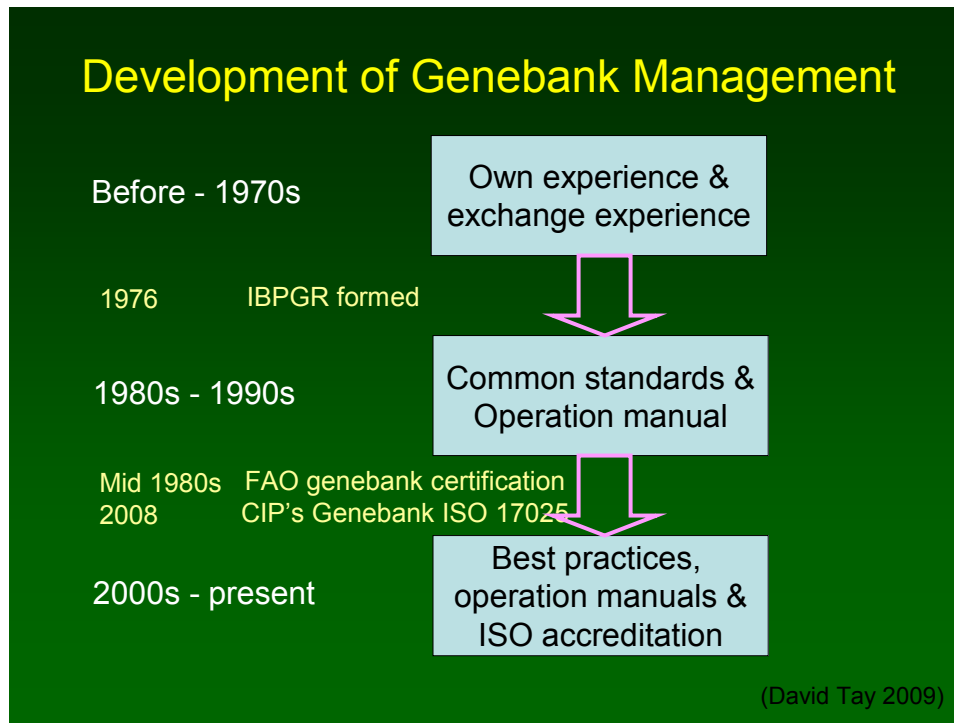 Development of Genebank Management
Before - 1970s
Own experience &
exchange experience
1976 IBPGR formed
1980s - 1990s
Common standards &
Operation manual
Mid 1980s FAO genebank certification
2008 CIP's Genebank ISO 17025
2000s - present
Best practices,
operation manuals &
ISO accreditation
(David Tay 2009)